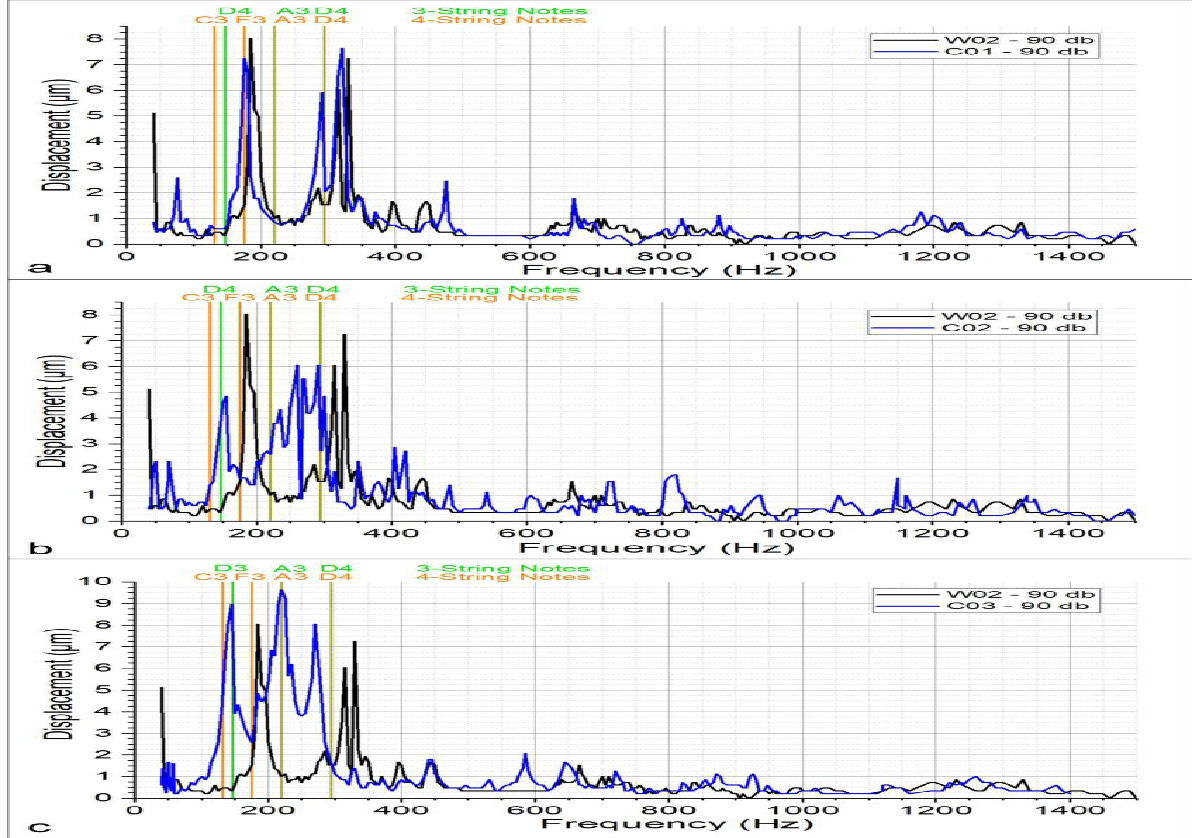 D4 A3 D4 3-String Notes
C3 F3 A3 D4 4-String Notes
W02 - 90 db
C01 - 90 db
Displacement (µm)
8
7
6
5
4
3
2
1
0
0 200 400 600 800 1000 1200 1400
Frequency (Hz)
a
D4 A3 D4 3-String Notes
C3 F3 A3 D4 4-String Notes
W02 - 90 db
C02 - 90 db
Displacement (µm)
8
7
6
5
4
3
2
1
0
0 200 400 600 800 1000 1200 1400
Frequency (Hz)
b
D3 A3 D4 3-String Notes
C3 F3 A3 D4 4-String Notes
W02 - 90 db
C03 - 90 db
Displacement (µm)
10
9
8
7
6
5
4
3
2
1
0
0 200 400 600 800 1000 1200 1400
Frequency (Hz)
c